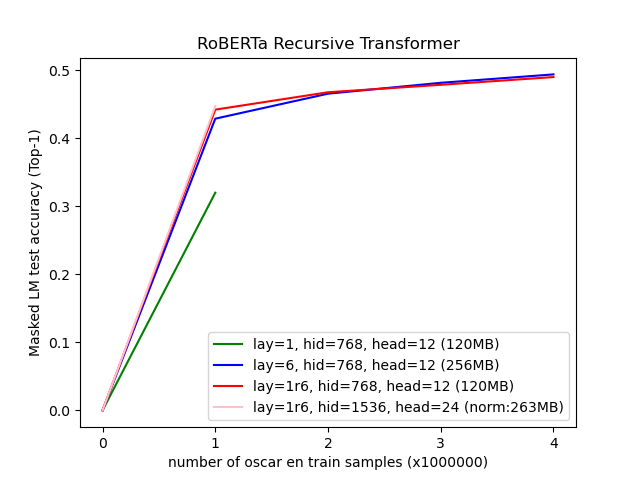 RoBERTa Recursive Transformer
Masked LM test accuracy (Top-1)
0.5
0.4
0.3
0.2
0.1
0.0
lay=1, hid=768, head=12 (120MB)
lay=6, hid=768, head=12 (256MB)
lay=1r6, hid=768, head=12 (120MB)
lay=1r6, hid=1536, head=24 (norm:263MB)
0 1 2 3 4
number of oscar en train samples (x1000000)